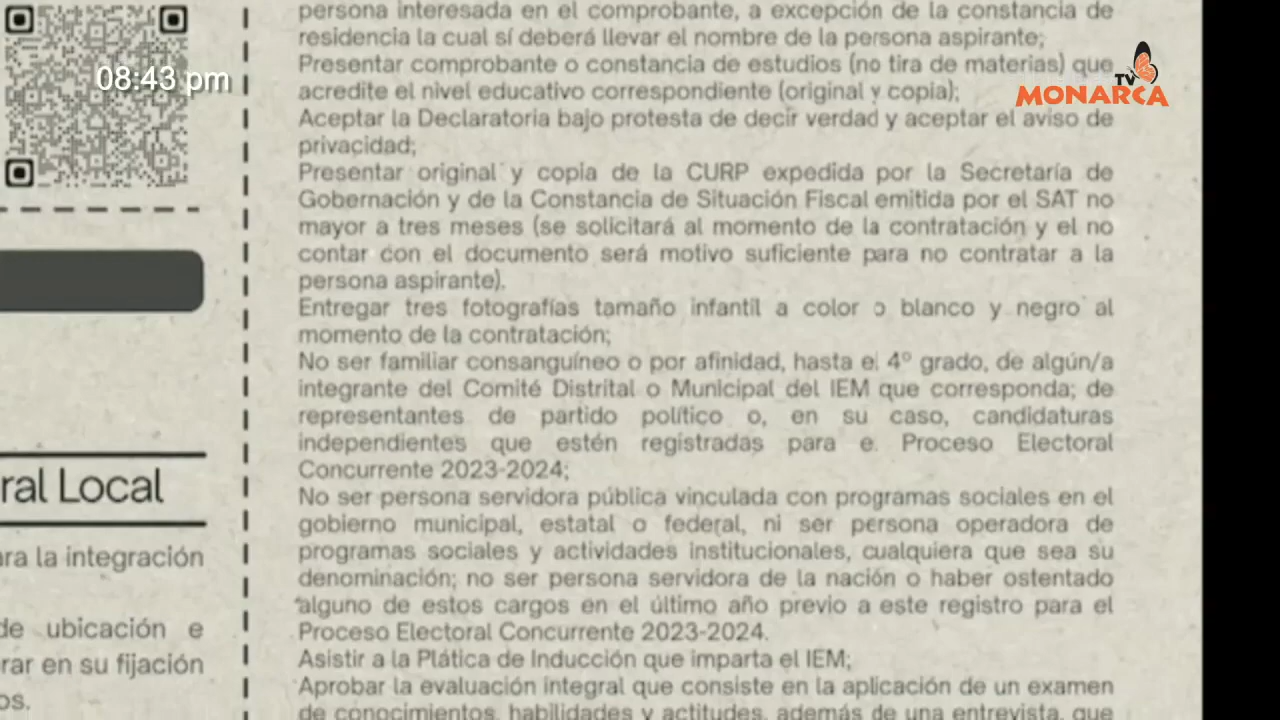 08:43 pm
TV
MONARCA
ral Local
ara la integración
de ubicación e
rar en su fijación
os.
persona interesada en el comprobante, a excepción de la constancia de
residencia la cual sí deberá llevar el nombre de la persona aspirante;
Presentar comprobante o constancia de estudios (no tira de materias) que
acredite el nivel educativo correspondiente (original y copia);
Aceptar la Declaratoria bajo protesta de decir verdad y aceptar el aviso de
privacidad;
Presentar original y copia de la CURP expedida por la Secretaría de
Gobernación y de la Constancia de Situación Fiscal emitida por el SAT no
mayor a tres meses (se solicitará al momento de la contratación y el no
contar con el documento será motivo suficiente para no contratar a la
persona aspirante).
Entregar tres fotografías tamaño infantil a color o blanco y negro al
momento de la contratación;
No ser familiar consanguíneo o por afinidad, hasta el 4º grado, de algún/a
integrante del Comité Distrital o Municipal del IEM que corresponda; de
representantes de partido político o, en su caso, candidaturas
independientes que estén registradas para el Proceso Electoral
Concurrente 2023-2024;
No ser persona servidora pública vinculada con programas sociales en el
gobierno municipal, estatal o federal, ni ser persona operadora de
programas sociales y actividades institucionales, cualquiera que sea su
denominación; no ser persona servidora de la nación o haber ostentado
alguno de estos cargos en el último año previo a este registro para el
Proceso Electoral Concurrente 2023-2024.
Asistir a la Plática de Inducción que imparta el IEM;
Aprobar la evaluación integral que consiste en la aplicación de un examen
de conocimientos, habilidades y actitudes, además de una entrevista, que